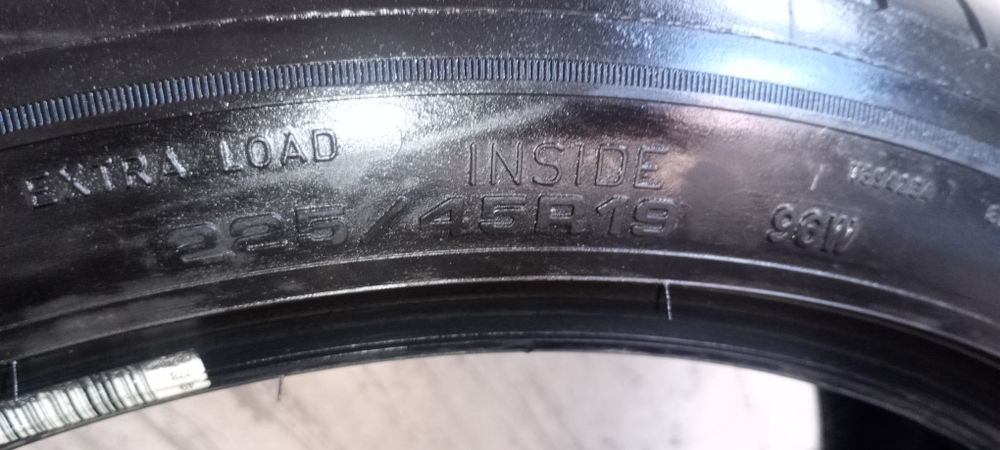 EXTRA LOAD INSIDE
225/45R19 96W